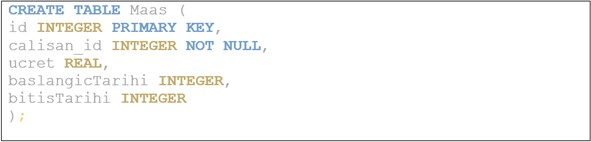 CREATE TABLE Maas (
id INTEGER PRIMARY KEY,
calisan_id INTEGER NOT NULL,
ucret REAL,
baslangicTarihi INTEGER,
bitisTarihi INTEGER
);